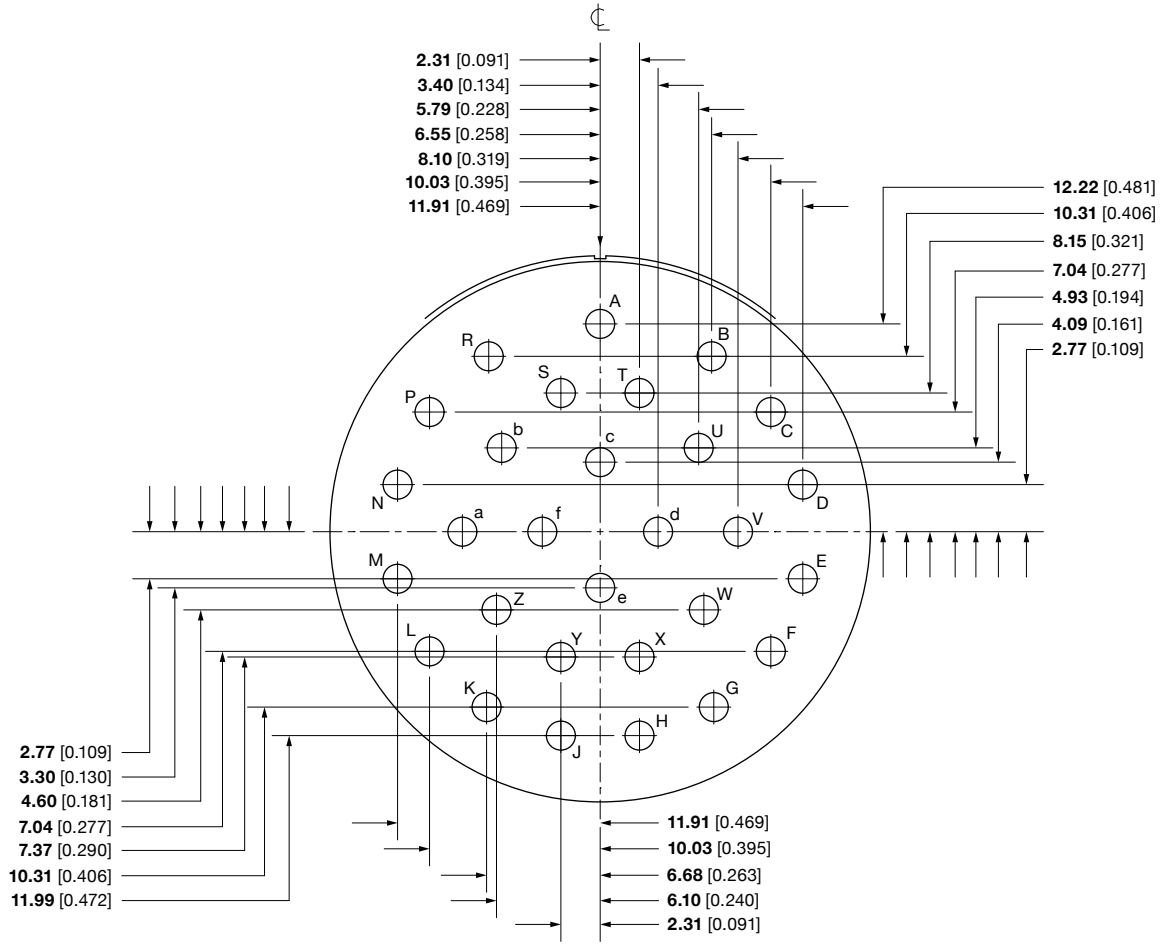 ℄
2.31 [0.091]
3.40 [0.134]
5.79 [0.228]
6.55 [0.258]
8.10 [0.319]
10.03 [0.395]
11.91 [0.469]
12.22 [0.481]
10.31 [0.406]
8.15 [0.321]
7.04 [0.277]
4.93 [0.194]
4.09 [0.161]
2.77 [0.109]
A
R B
S T
P C
b c U
N D
a f d V
M E
e
Z W
L Y X F
K G
J H
2.77 [0.109]
3.30 [0.130]
4.60 [0.181]
7.04 [0.277]
7.37 [0.290]
10.31 [0.406]
11.99 [0.472]
11.91 [0.469]
10.03 [0.395]
6.68 [0.263]
6.10 [0.240]
2.31 [0.091]